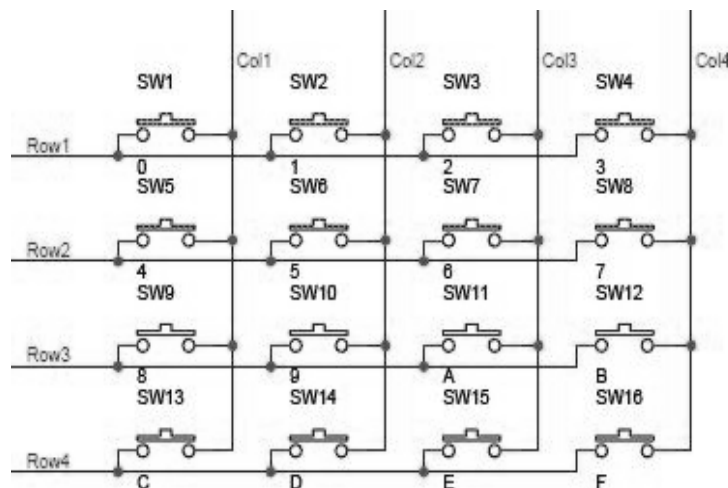 Col1 Col2 Col3 Col4
SW1 SW2 SW3 SW4
Row1
0 1 2 3
SW5 SW6 SW7 SW8
Row2
4 5 6 7
SW9 SW10 SW11 SW12
Row3
8 9 A B
SW13 SW14 SW15 SW16
Row4
C D E F